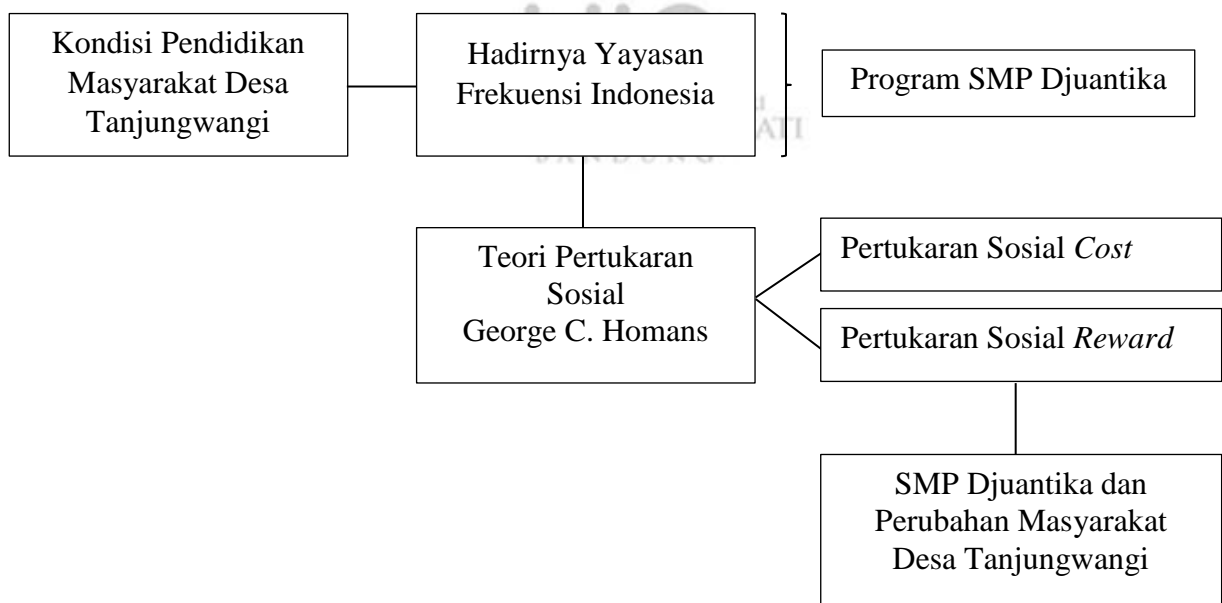 Kondisi Pendidikan
Masyarakat Desa
Tanjungwangi
Hadirnya Yayasan
Frekuensi Indonesia
Program SMP Djuantika
BANDUNG
Teori Pertukaran
Sosial
George C. Homans
Pertukaran Sosial Cost
Pertukaran Sosial Reward
SMP Djuantika dan
Perubahan Masyarakat
Desa Tanjungwangi